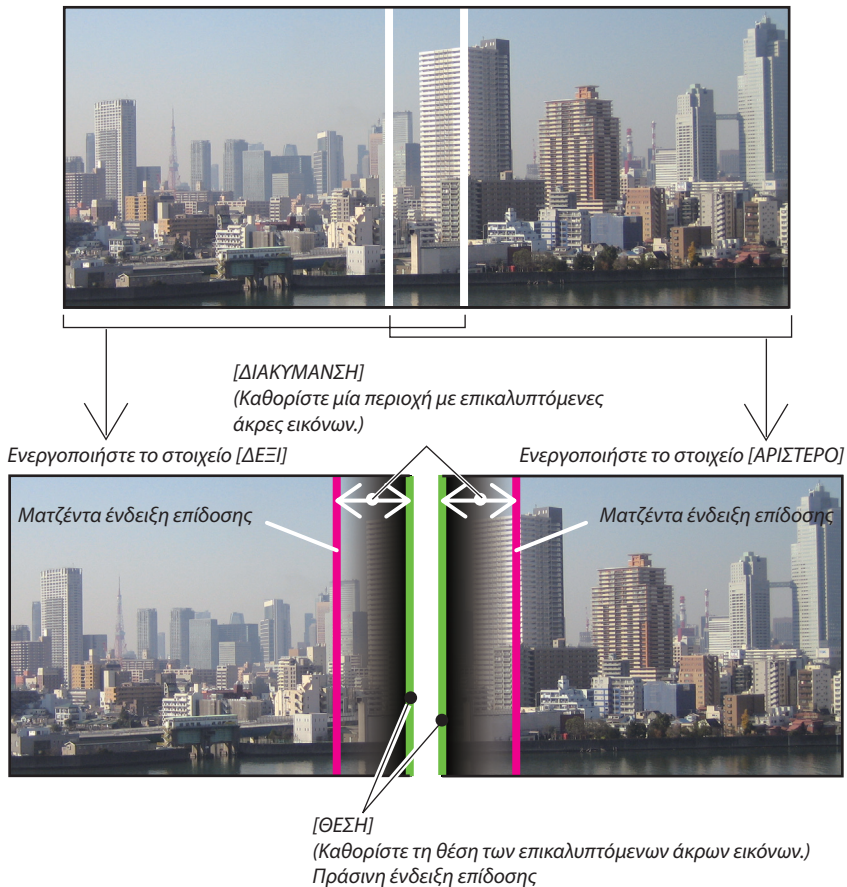 [ΔΙΑΚΥΜΑΝΣΗ]
(Καθορίστε μία περιοχή με επικαλυπτόμενες
άκρες εικόνων.)
Ενεργοποιήστε το στοιχείο [ΔΕΞΙ]
Ενεργοποιήστε το στοιχείο [ΑΡΙΣΤΕΡΟ]
Ματζέντα ένδειξη επίδοσης
Ματζέντα ένδειξη επίδοσης
[ΘΕΣΗ]
(Καθορίστε τη θέση των επικαλυπτόμενων άκρων εικόνων.)
Πράσινη ένδειξη επίδοσης